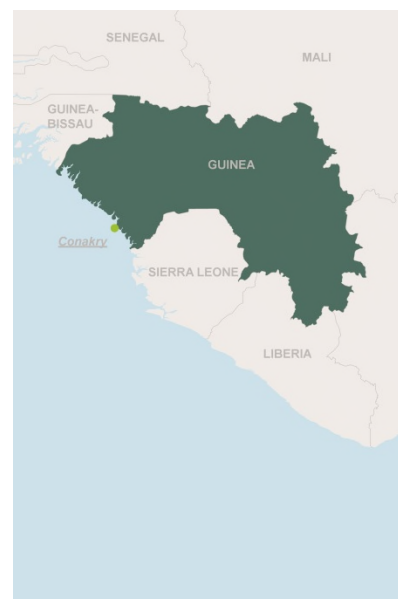 SENEGAL
MALI
GUINEA-
BISSAU
GUINEA
Conakry
SIERRA LEONE
LIBERIA